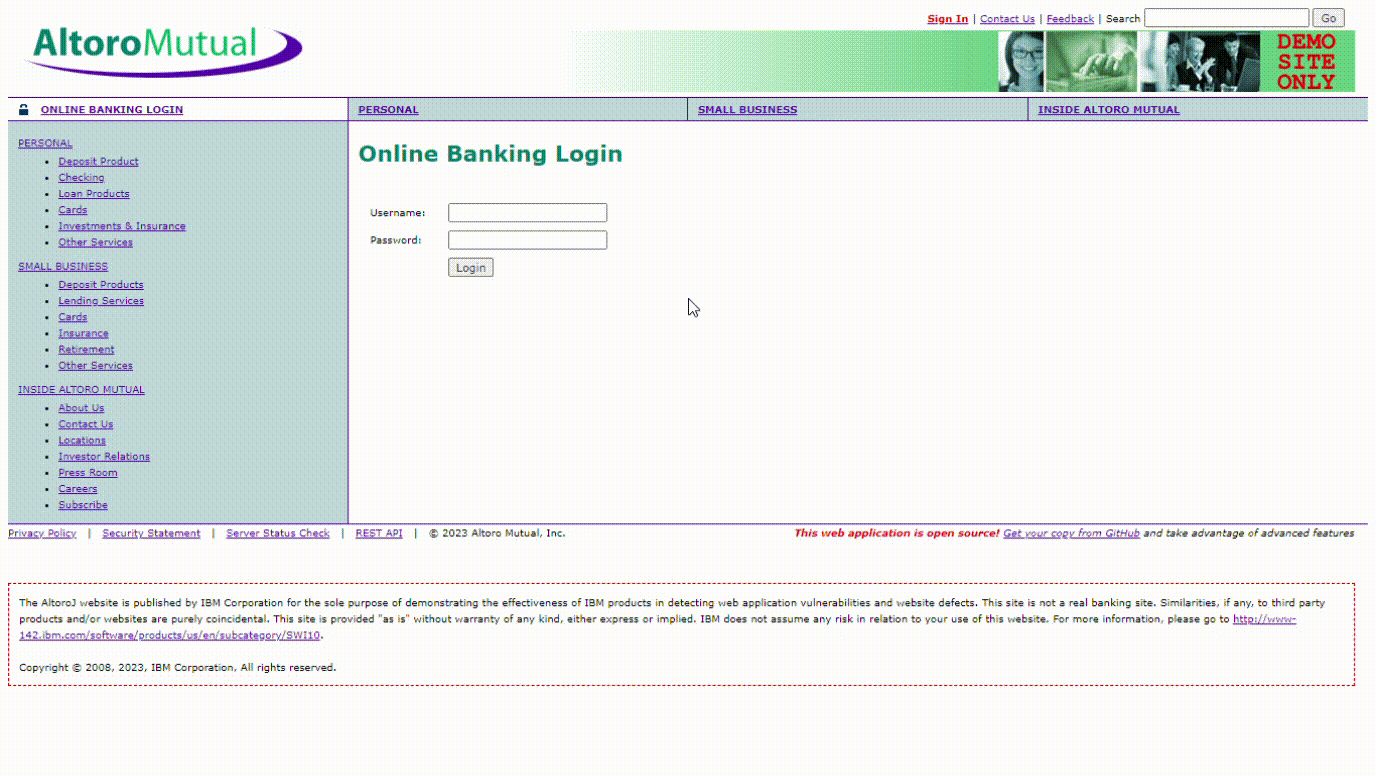 Sign In | Contact Us | Feedback | Search Go
AltoroMutual
DEMO
SITE
ONLY
ONLINE BANKING LOGIN
PERSONAL
SMALL BUSINESS
INSIDE ALTORO MUTUAL
PERSONAL
Deposit Product
Checking
Loan Products
Cards
Investments & Insurance
Other Services
SMALL BUSINESS
Deposit Products
Lending Services
Cards
Insurance
Retirement
Other Services
INSIDE ALTORO MUTUAL
About Us
Contact Us
Locations
Investor Relations
Press Room
Careers
Subscribe
Online Banking Login
Username:
Password:
Login
Privacy Policy | Security Statement | Server Status Check | REST API | © 2023 Altoro Mutual, Inc.
This web application is open source! Get your copy from GitHub and take advantage of advanced features
The AltoroJ website is published by IBM Corporation for the sole purpose of demonstrating the effectiveness of IBM products in detecting web application vulnerabilities and website defects. This site is not a real banking site. Similarities, if any, to third party
products and/or websites are purely coincidental. This site is provided "as is" without warranty of any kind, either express or implied. IBM does not assume any risk in relation to your use of this website. For more information, please go to http://www-
142.ibm.com/software/products/us/en/subcategory/SWI10.
Copyright © 2008, 2023, IBM Corporation, All rights reserved.